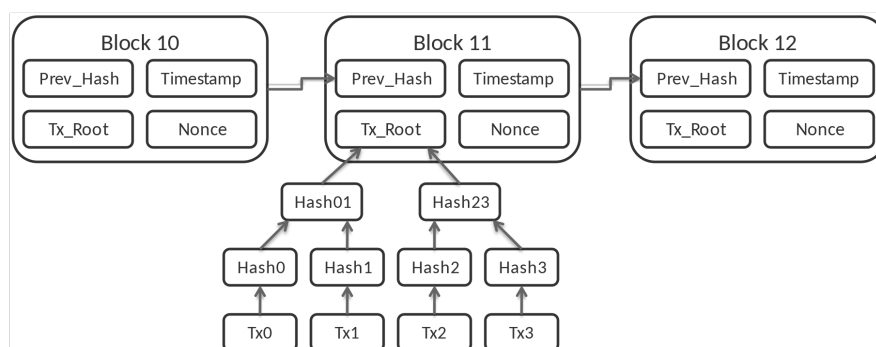 Block 10
Block 11
Block 12
Prev_Hash
Timestamp
Prev_Hash
Timestamp
Prev_Hash
Timestamp
Tx_Root
Nonce
Tx_Root
Nonce
Tx_Root
Nonce
Hash01
Hash23
Hash0
Hash1
Hash2
Hash3
Tx0
Tx1
Tx2
Tx3